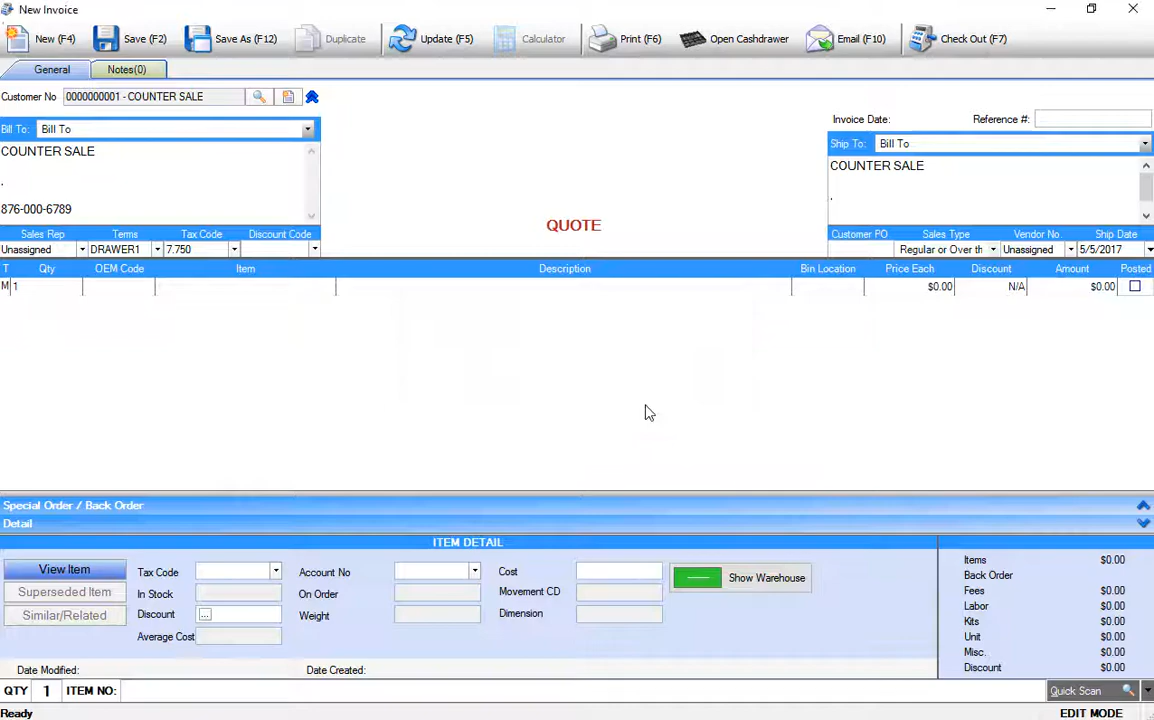 New Invoice
New (F4) Save (F2) Save As (F12) Duplicate Update (F5) Calculator Print (F6) Open Cashdrawer Email (F10) Check Out (F7)
General Notes(0)
Customer No 0000000001 - COUNTER SALE
Invoice Date: Reference #:
Bill To: Bill To
Ship To: Bill To
COUNTER SALE
.
876-000-6789
COUNTER SALE
.
QUOTE
Sales Rep Terms Tax Code Discount Code
Customer PO Sales Type Vendor No. Ship Date
Unassigned DRAWER1 7.750
Regular or Over th Unassigned 5/5/2017
T Qty OEM Code Item Description Bin Location Price Each Discount Amount Posted
M 1 $0.00 N/A $0.00
Special Order / Back Order
Detail
ITEM DETAIL
View Item
Superseded Item
Similar/Related
Tax Code Account No Cost
In Stock On Order Movement CD
Discount ... Weight Dimension
Average Cost
Show Warehouse
Date Modified: Date Created:
Items $0.00
Back Order
Fees $0.00
Labor $0.00
Kits $0.00
Unit $0.00
Misc. $0.00
Discount $0.00
QTY 1 ITEM NO: Quick Scan
Ready EDIT MODE